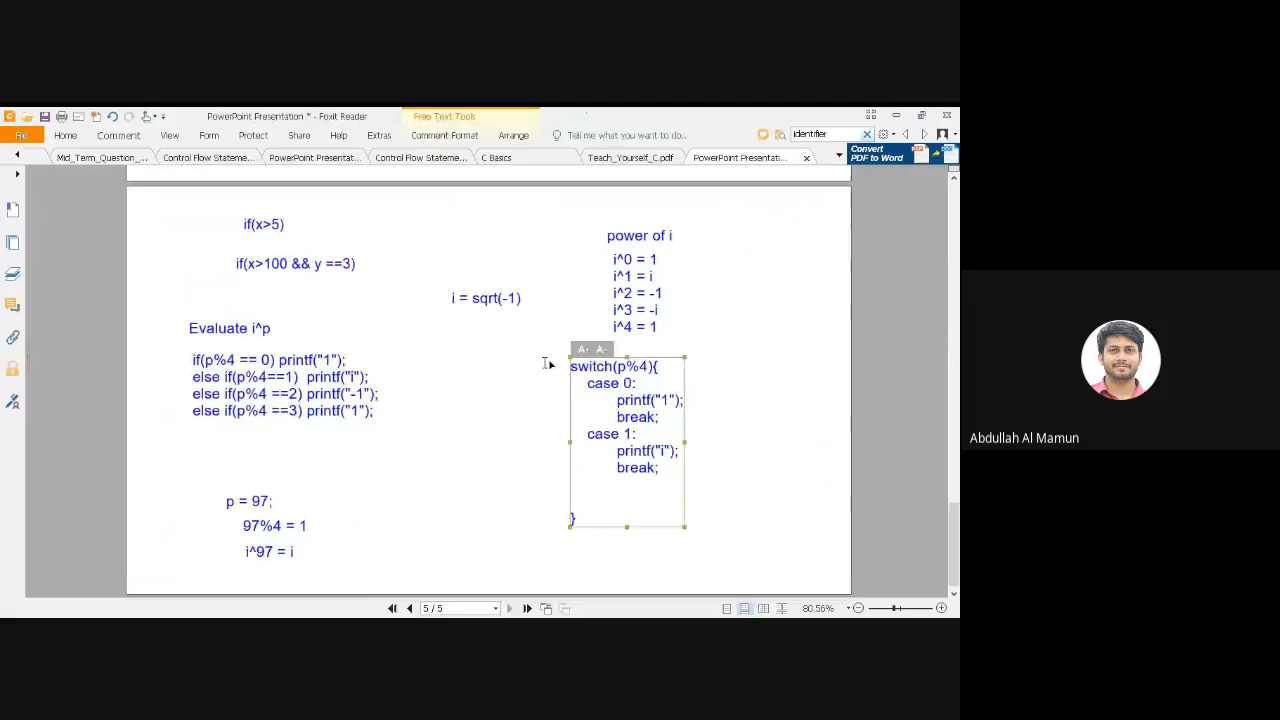 PowerPoint Presentation * - Foxit Reader
Free Text Tools
File
Home
Comment
View
Form
Protect
Share
Help
Extras
Comment Format
Arrange
Tell me what you want to do..
identifier
Mid_Term_Question_...
Control Flow Stateme...
PowerPoint Presentat...
Control Flow Stateme...
C Basics
Teach_Yourself_C.pdf
PowerPoint Presentati...
Convert
PDF to Word
if(x>5)
if(x>100 && y ==3)
i = sqrt(-1)
Evaluate i^p
if(p%4 == 0) printf("1");
else if(p%4==1) printf("i");
else if(p%4 ==2) printf("-1");
else if(p%4 ==3) printf("1");
p = 97;
97%4 = 1
i^97 = i
power of i
i^0 = 1
i^1 = i
i^2 = -1
i^3 = -i
i^4 = 1
A+ A-
switch(p%4){
case 0:
printf("1");
break;
case 1:
printf("i");
break;
}
Abdullah Al Mamun
5 / 5
80.56%